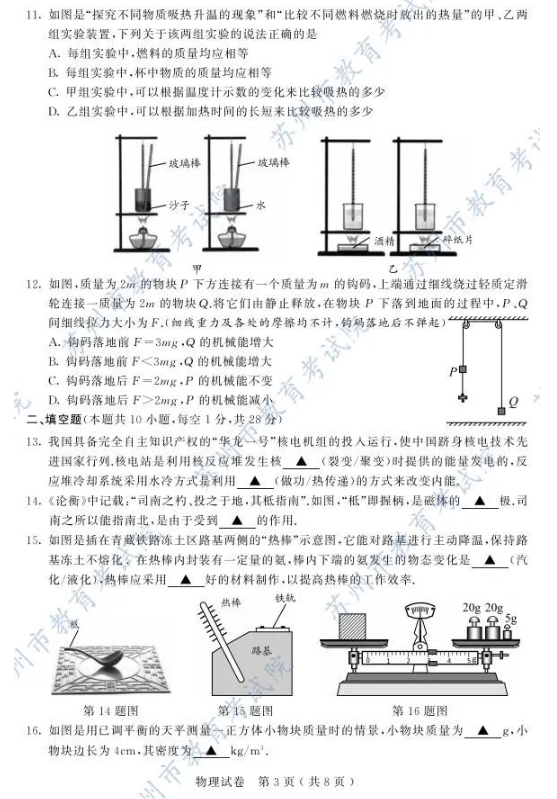 11. 如图是“探究不同物质吸热升温的现象”和“比较不同燃料燃烧时放出的热量”的甲、乙两
组实验装置,下列关于该两组实验的说法正确的是
A. 每组实验中,燃料的质量均应相等
B. 每组实验中,杯中物质的质量均应相等
C. 甲组实验中,可以根据温度计示数的变化来比较吸热的多少
D. 乙组实验中,可以根据加热时间的长短来比较吸热的多少
玻璃棒
玻璃棒
沙子
水
酒精
碎纸片
甲
乙
12. 如图,质量为 2m 的物块 P 下方连接有一个质量为 m 的钩码,上端通过细线绕过轻质定滑
轮连接一质量为 2m 的物块 Q.将它们由静止释放,在物块 P 下落到地面的过程中,P、Q
间细线拉力大小为 F.(细线重力及各处的摩擦均不计,钩码落地后不弹起)
A. 钩码落地前 F=3mg,Q 的机械能增大
B. 钩码落地前 F<3mg,Q 的机械能增大
C. 钩码落地后 F=2mg,P 的机械能不变
D. 钩码落地后 F>2mg,P 的机械能减小
P
Q
二、填空题(本题共 10 小题,每空 1 分,共 28 分)
13. 我国具备完全自主知识产权的“华龙一号”核电机组的投入运行,使中国跻身核电技术先
进国家行列.核电站是利用核反应堆发生核 ▲ (裂变/聚变)时提供的能量发电的,反
应堆冷却系统采用水冷方式是利用 ▲ (做功/热传递)的方式来改变内能.
14.《论衡》中记载:“司南之杓,投之于地,其柢指南”.如图,“柢”即握柄,是磁体的 ▲ 极.司
南之所以能指南北,是由于受到 ▲ 的作用.
15. 如图是插在青藏铁路冻土区路基两侧的“热棒”示意图,它能对路基进行主动降温,保持路
基冻土不熔化. 在热棒内封装有一定量的氨,棒内下端的氨发生的物态变化是 ▲ (汽
化/液化),热棒应采用 ▲ 好的材料制作,以提高热棒的工作效率.
柢
热棒
铁轨
路基
20g 20g
5g
0 1 2 3 4 5g
第 14 题图
第 15 题图
第 16 题图
16. 如图是用已调平衡的天平测量一正方体小物块质量时的情景,小物块质量为 ▲ g,小
物块边长为 4cm,其密度为 ▲ kg/m³.
物理试卷 第 3 页 ( 共 8 页 )
苏州市教育考试院